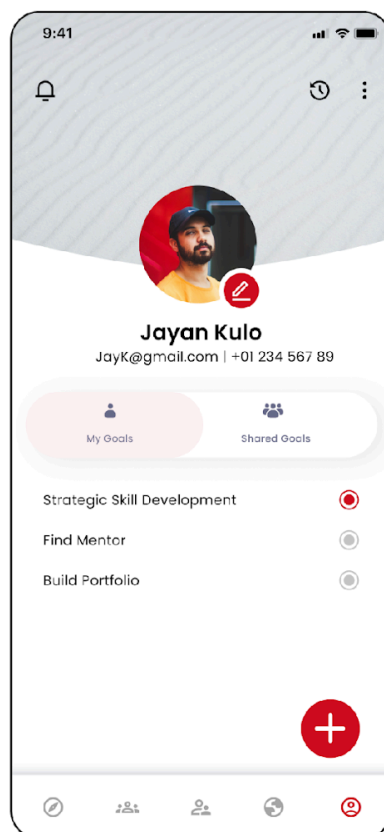 9:41
Jayan Kulo
JayK@gmail.com | +01 234 567 89
My Goals Shared Goals
Strategic Skill Development
Find Mentor
Build Portfolio